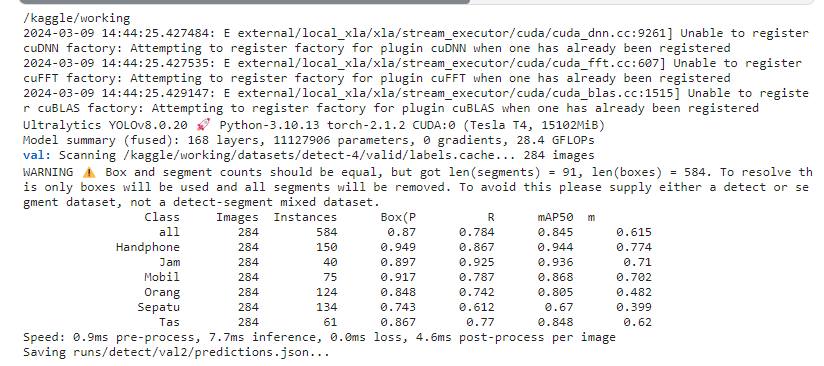 /kaggle/working
2024-03-09 14:44:25.427484: E external/local_xla/xla/stream_executor/cuda/cuda_dnn.cc:9261] Unable to register
cuDNN factory: Attempting to register factory for plugin cuDNN when one has already been registered
2024-03-09 14:44:25.427535: E external/local_xla/xla/stream_executor/cuda/cuda_fft.cc:607] Unable to register
cuFFT factory: Attempting to register factory for plugin cuFFT when one has already been registered
2024-03-09 14:44:25.429147: E external/local_xla/xla/stream_executor/cuda/cuda_blas.cc:1515] Unable to registe
r cuBLAS factory: Attempting to register factory for plugin cuBLAS when one has already been registered
Ultralytics YOLOv8.0.20 🚀 Python-3.10.13 torch-2.1.2 CUDA:0 (Tesla T4, 15102MiB)
Model summary (fused): 168 layers, 11127906 parameters, 0 gradients, 28.4 GFLOPs
val: Scanning /kaggle/working/datasets/detect-4/valid/labels.cache... 284 images
WARNING ⚠️ Box and segment counts should be equal, but got len(segments) = 91, len(boxes) = 584. To resolve th
is only boxes will be used and all segments will be removed. To avoid this please supply either a detect or se
gment dataset, not a detect-segment mixed dataset.
Class Images Instances Box(P R mAP50 m
all 284 584 0.87 0.784 0.845 0.615
Handphone 284 150 0.949 0.867 0.944 0.774
Jam 284 40 0.897 0.925 0.936 0.71
Mobil 284 75 0.917 0.787 0.868 0.702
Orang 284 124 0.848 0.742 0.805 0.482
Sepatu 284 134 0.743 0.612 0.67 0.399
Tas 284 61 0.867 0.77 0.848 0.62
Speed: 0.9ms pre-process, 7.7ms inference, 0.0ms loss, 4.6ms post-process per image
Saving runs/detect/val2/predictions.json...